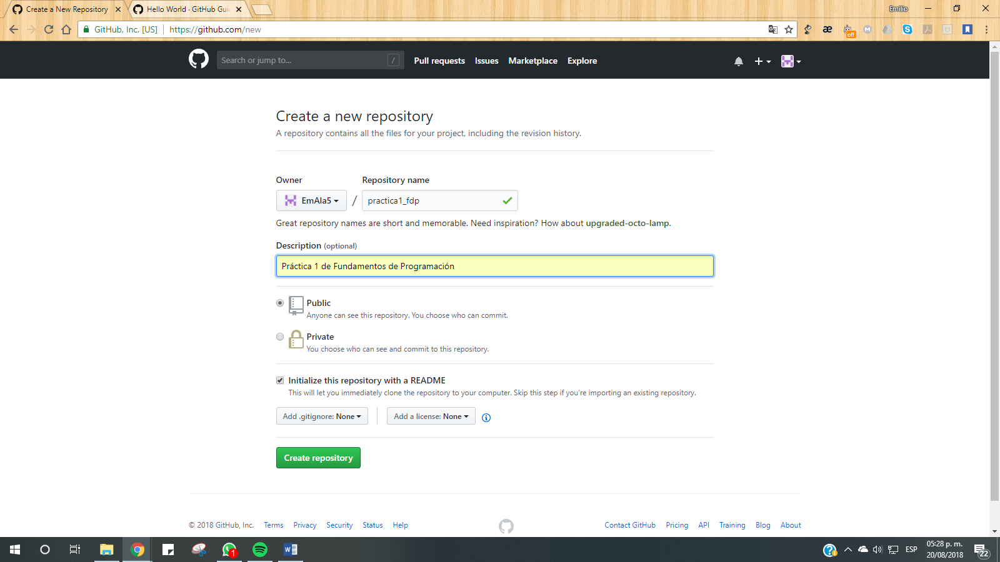 Create a New Repository
Hello World · GitHub Guid
Emilio
GitHub, Inc. [US]
https://github.com/new
æ
off
Search or jump to...
/
Pull requests
Issues
Marketplace
Explore
Create a new repository
A repository contains all the files for your project, including the revision history.
Owner
Repository name
EmAla5
/
practica1_fdp
Great repository names are short and memorable. Need inspiration? How about upgraded-octo-lamp.
Description (optional)
Práctica 1 de Fundamentos de Programación
Public
Anyone can see this repository. You choose who can commit.
Private
You choose who can see and commit to this repository.
Initialize this repository with a README
This will let you immediately clone the repository to your computer. Skip this step if you're importing an existing repository.
Add .gitignore: None
Add a license: None
Create repository
© 2018 GitHub, Inc.
Terms
Privacy
Security
Status
Help
Contact GitHub
Pricing
API
Training
Blog
About
1
ESP
05:28 p. m.
20/08/2018
22